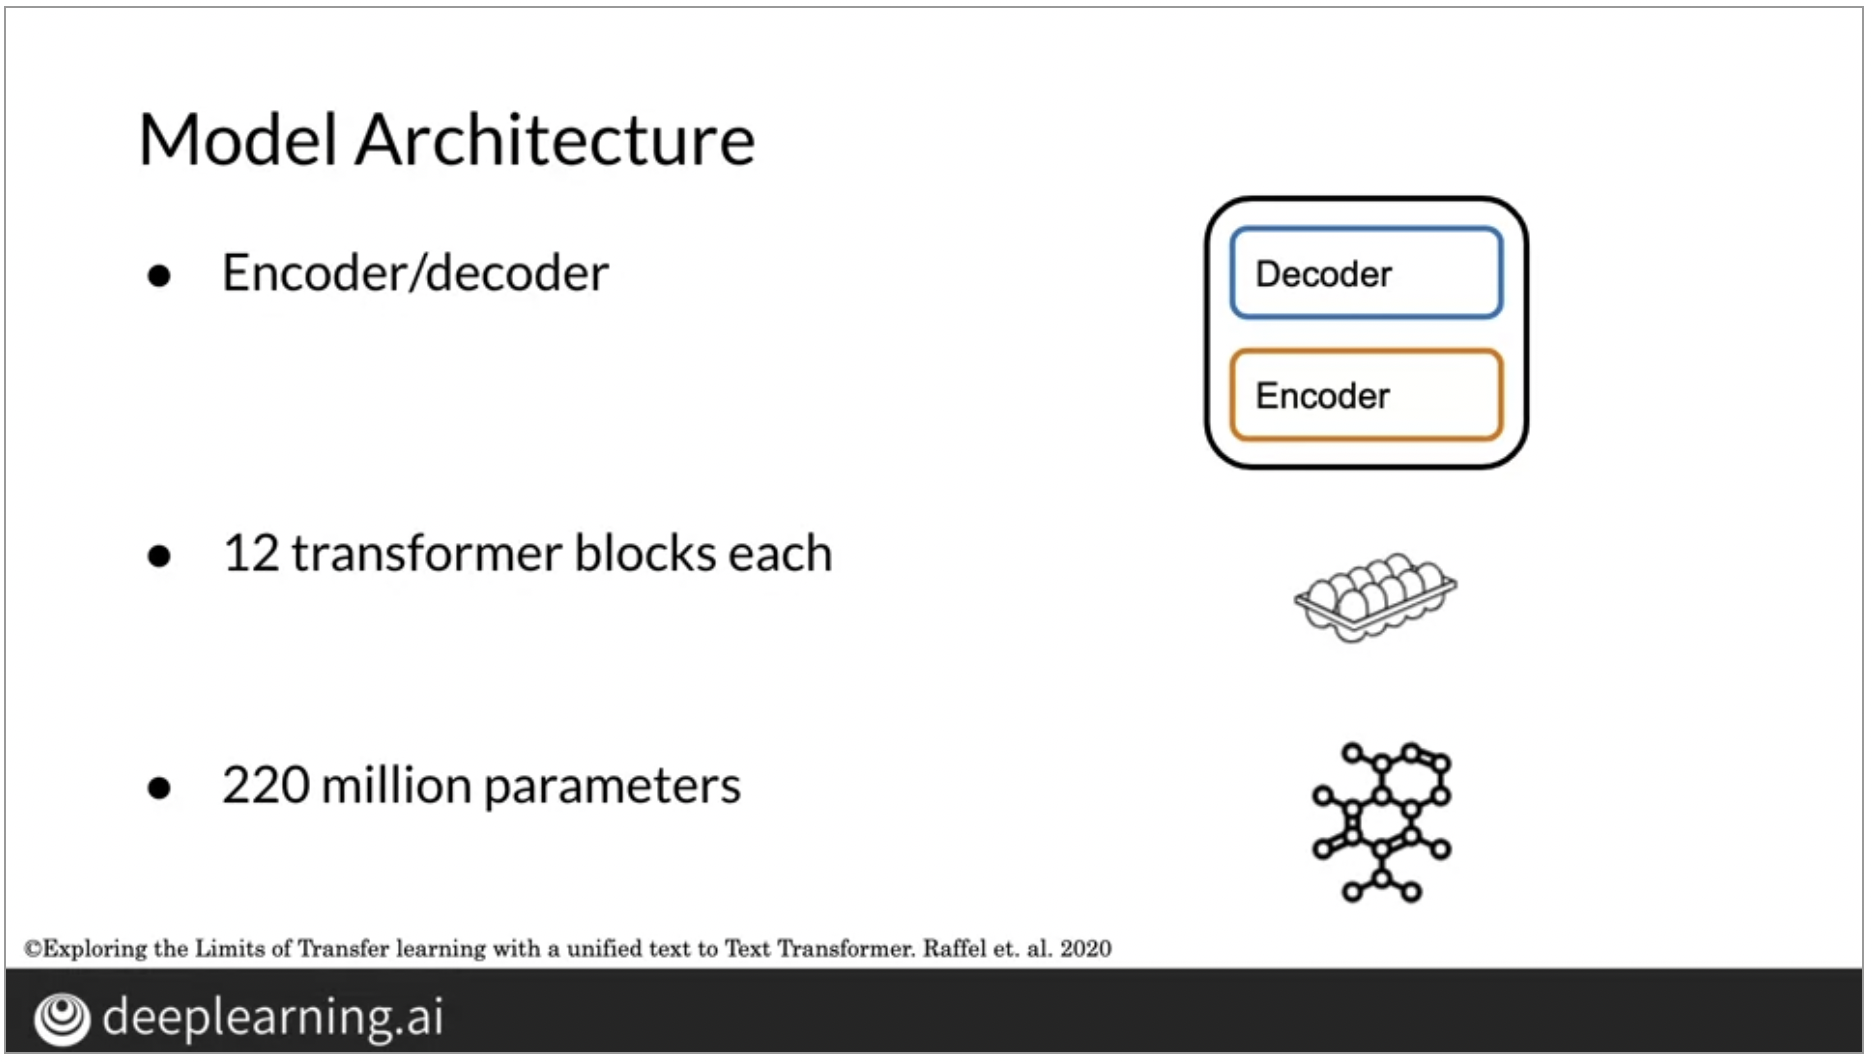 Model Architecture
● Encoder/decoder
Decoder
Encoder
● 12 transformer blocks each
● 220 million parameters
©Exploring the Limits of Transfer learning with a unified text to Text Transformer. Raffel et. al. 2020
deeplearning.ai